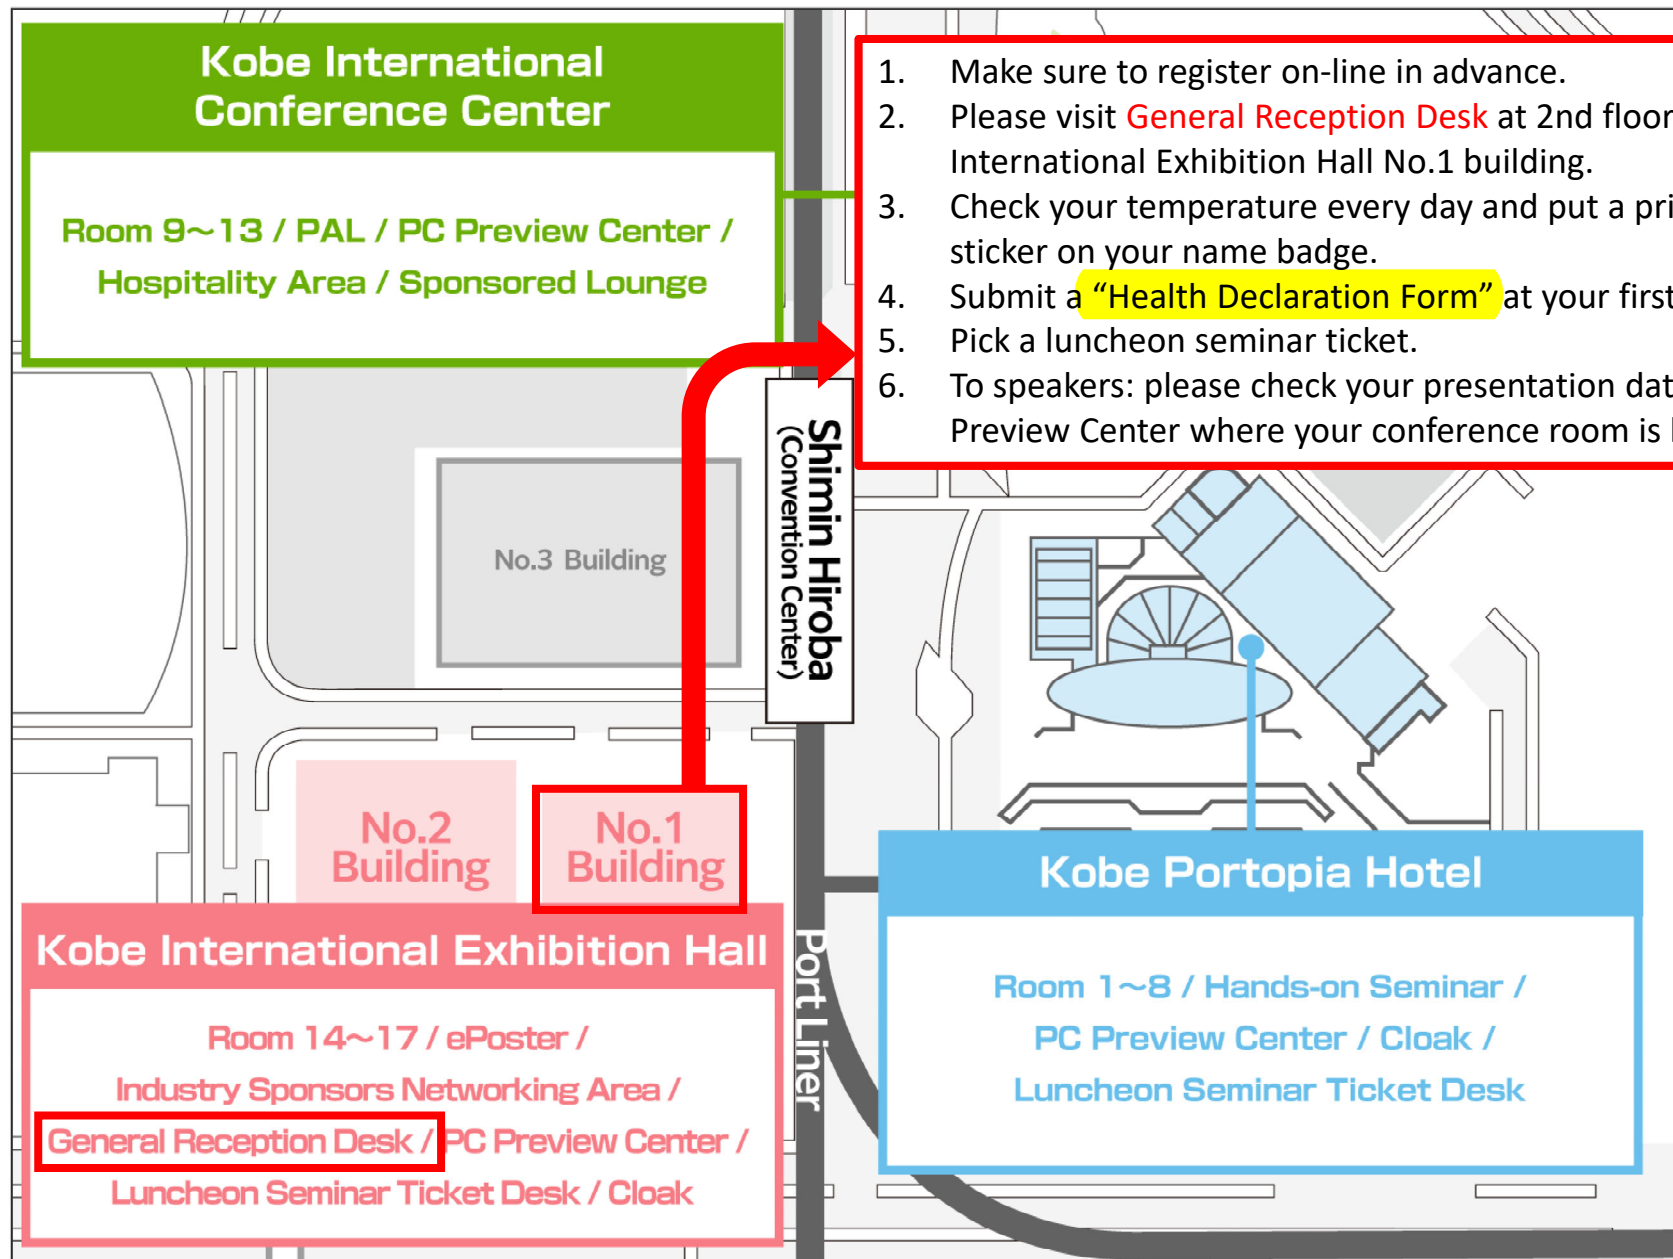 Kobe International
Conference Center
Room 9～13 / PAL / PC Preview Center /
Hospitality Area / Sponsored Lounge
1. Make sure to register on-line in advance.
2. Please visit General Reception Desk at 2nd floor
International Exhibition Hall No.1 building.
3. Check your temperature every day and put a
sticker on your name badge.
4. Submit a “Health Declaration Form” at your first
5. Pick a luncheon seminar ticket.
6. To speakers: please check your presentation
Preview Center where your conference room is
Shimin Hiroba
(Convention Center)
No.3 Building
No.2
Building
No.1
Building
Kobe International Exhibition Hall
Room 14～17 / ePoster /
Industry Sponsors Networking Area /
General Reception Desk / PC Preview Center /
Luncheon Seminar Ticket Desk / Cloak
Port Liner
Kobe Portopia Hotel
Room 1～8 / Hands-on Seminar /
PC Preview Center / Cloak /
Luncheon Seminar Ticket Desk